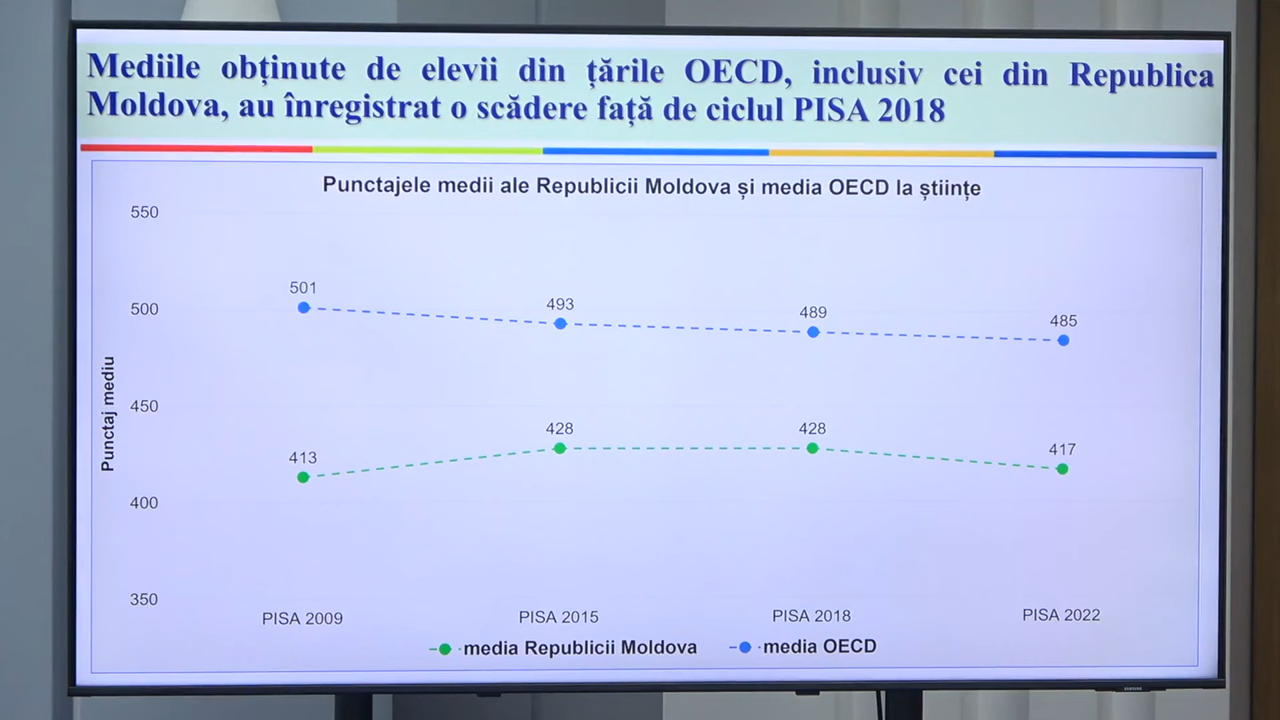 Mediile obținute de elevii din țările OECD, inclusiv cei din Republica
Moldova, au înregistrat o scădere față de ciclul PISA 2018
Punctajele medii ale Republicii Moldova și media OECD la științe
550
500
450
400
350
Punctaj mediu
501
493
489
485
413
428
428
417
PISA 2009
PISA 2015
PISA 2018
PISA 2022
media Republicii Moldova
media OECD
SAMSUNG